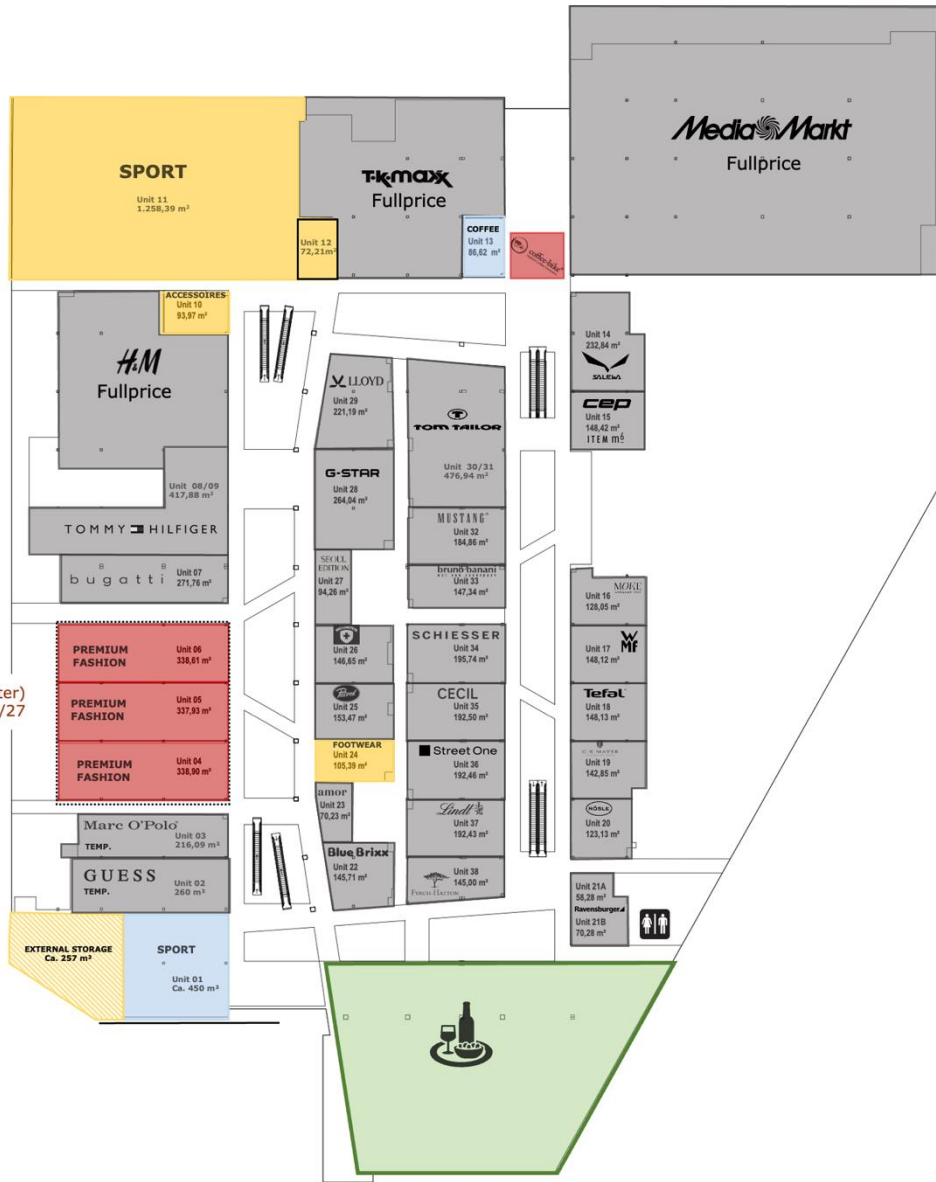 MediaMarkt
Fullprice
SPORT
Unit 11
1.258,39 m²
T·K·maxx
Fullprice
Unit 12
72,21m²
COFFEE
Unit 13
86,62 m²
coffee-bike
ACCESSOIRES
Unit 10
93,97 m²
H&M
Fullprice
Unit 08/09
417,88 m²
TOMMY HILFIGER
bugatti
Unit 07
271,76 m²
PREMIUM
FASHION
Unit 06
338,61 m²
PREMIUM
FASHION
Unit 05
337,93 m²
ter)
/27
PREMIUM
FASHION
Unit 04
338,90 m²
Marc O'Polo
TEMP.
Unit 03
216,09 m²
GUESS
TEMP.
Unit 02
260 m²
EXTERNAL STORAGE
Ca. 257 m²
SPORT
Unit 01
Ca. 450 m²
LLOYD
Unit 29
221,19 m²
G-STAR
Unit 28
264,04 m²
SEOUL
EDITION
Unit 27
94,26 m²
Unit 26
146,65 m²
Petrol
Unit 25
153,47 m²
FOOTWEAR
Unit 24
105,39 m²
amor
Unit 23
70,23 m²
BlueBrixx
Unit 22
145,71 m²
TOM TAILOR
Unit 30/31
476,94 m²
MUSTANG
Unit 32
184,86 m²
bruno banani
Unit 33
147,34 m²
SCHIESSER
Unit 34
195,74 m²
CECIL
Unit 35
192,50 m²
Street One
Unit 36
192,46 m²
Lindt
Unit 37
192,43 m²
Unit 38
145,00 m²
FYNCH-HATTON
Unit 14
232,84 m²
SALEWA
cep
Unit 15
148,42 m²
ITEM m6
MOKE
Unit 16
128,05 m²
Unit 17
148,12 m²
WMF
Tefal
Unit 18
148,13 m²
Unit 19
142,85 m²
RÖSLE
Unit 20
123,13 m²
Unit 21A
58,28 m²
Ravensburger
Unit 21B
70,28 m²